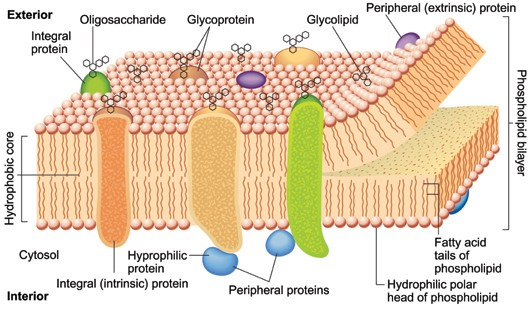 Exterior
Oligosaccharide
Glycoprotein
Glycolipid
Peripheral (extrinsic) protein
Integral
protein
Hydrophobic core
Phospholipid bilayer
Cytosol
Hyprophilic
protein
Integral (intrinsic) protein
Peripheral proteins
Fatty acid
tails of
phospholipid
Hydrophilic polar
head of phospholipid
Interior